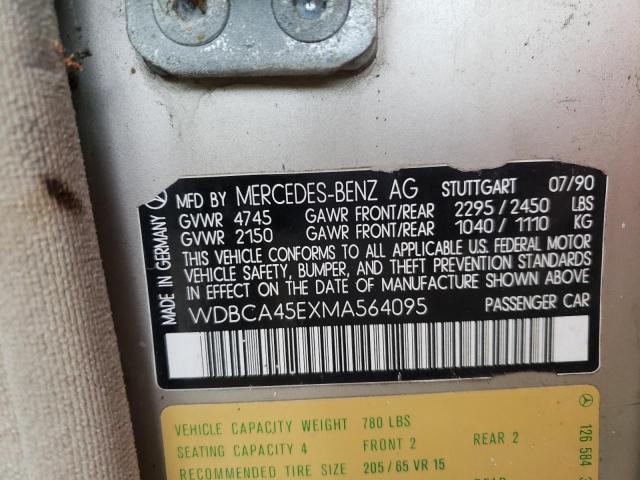 MADE IN GERMANY
MFD BY MERCEDES-BENZ AG STUTTGART 07/90
GVWR 4745 GAWR FRONT/REAR 2295/2450 LBS
GVWR 2150 GAWR FRONT/REAR 1040/1110 KG
THIS VEHICLE CONFORMS TO ALL APPLICABLE U.S. FEDERAL MOTOR
VEHICLE SAFETY, BUMPER, AND THEFT PREVENTION STANDARDS
IN EFFECT ON THE DATE OF MANUFACTURE SHOWN ABOVE.
WDBCA45EXMA564095 PASSENGER CAR
VEHICLE CAPACITY WEIGHT 780 LBS
SEATING CAPACITY 4 FRONT 2 REAR 2
RECOMMENDED TIRE SIZE 205/65 VR 15
126 584